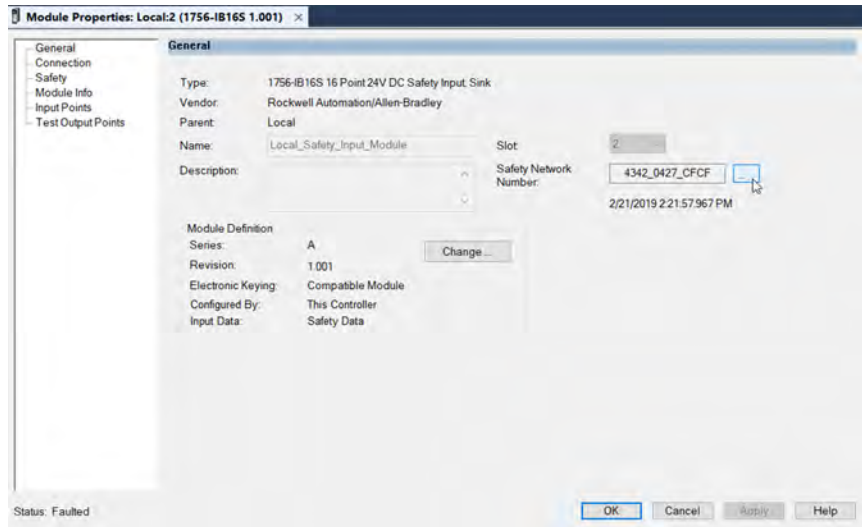 Module Properties: Local:2 (1756-IB16S 1.001) ×
General
Connection
Safety
Module Info
Input Points
Test Output Points
General
Type: 1756-IB16S 16 Point 24V DC Safety Input, Sink
Vendor: Rockwell Automation/Allen-Bradley
Parent: Local
Name: Local_Safety_Input_Module
Slot: 2
Description:
Safety Network Number: 4342_0427_CFCF ...
2/21/2019 2:21:57.967 PM
Module Definition
Series: A
Change ...
Revision: 1.001
Electronic Keying: Compatible Module
Configured By: This Controller
Input Data: Safety Data
Status: Faulted
OK Cancel Apply Help